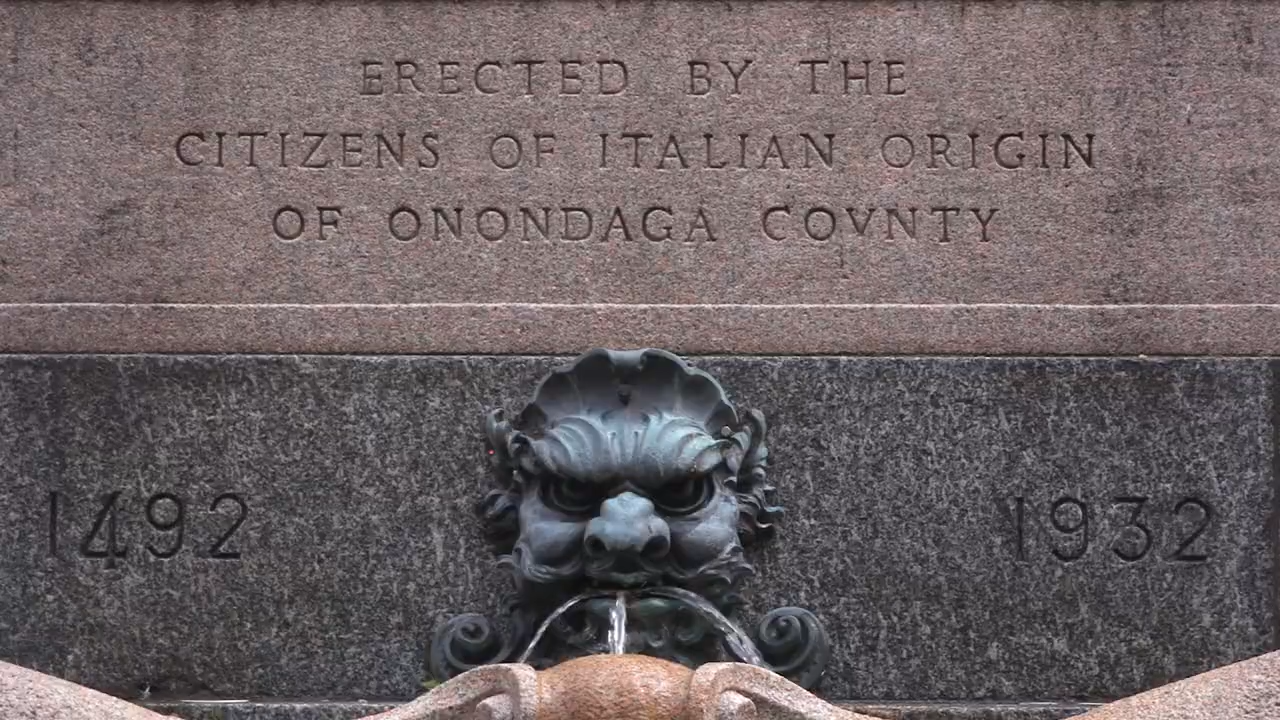 ERECTED BY THE
CITIZENS OF ITALIAN ORIGIN
OF ONONDAGA COVNTY
1492 1932